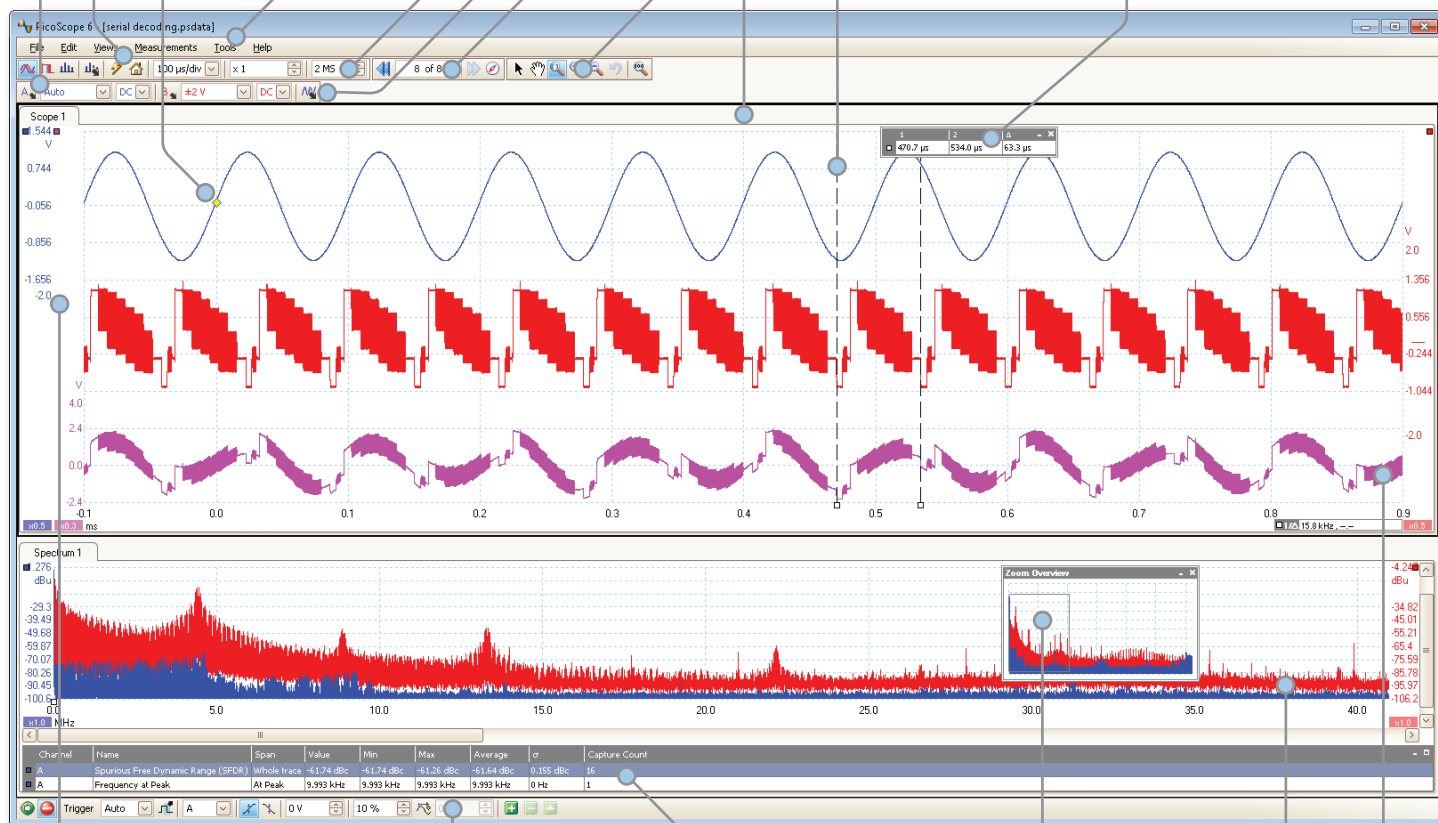 PicoScope 6 - [serial decoding.psdata]
File Edit Views Measurements Tools Help
100 µs/div x 1 2 MS 8 of 8
A Auto DC B ±2 V DC
Scope 1
1.544
V
0.744
-0.056
-0.856
-1.656
-2.0
1 2 Δ
470.7 µs 534.0 µs 63.3 µs
V
2.0
1.356
0.556
-0.244
-1.044
-2.0
V
4.0
2.4
0.0
-2.4
-0.1 0.0 0.1 0.2 0.3 0.4 0.5 0.6 0.7 0.8 0.9
x0.5 x0.3 ms
1/Δ 15.8 kHz , --.-- x0.5
Spectrum 1
dBu
-29.3
-39.49
-49.68
-59.87
-70.07
-80.26
-90.45
-100.6
Zoom Overview
dBu
-34.82
-45.01
-55.21
-65.4
-75.59
-85.78
-95.97
-106.2
0.0 5.0 10.0 15.0 20.0 25.0 30.0 35.0 40.0
x1.0 MHz x1.0
Channel Name Span Value Min Max Average σ Capture Count
A Spurious Free Dynamic Range (SFDR) Whole trace -61.74 dBc -61.74 dBc -61.26 dBc -61.64 dBc 0.155 dBc 16
A Frequency at Peak At Peak 9.993 kHz 9.993 kHz 9.993 kHz 9.993 kHz 0 Hz 1
Trigger Auto A 0 V 10 %